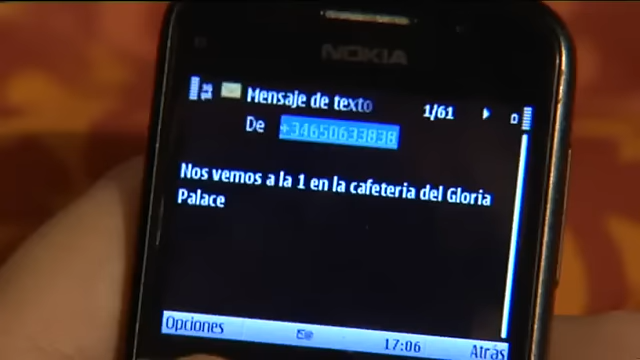 NOKIA
Mensaje de texto 1/61
De +34650633838
Nos vemos a la 1 en la cafeteria del Gloria
Palace
Opciones 17:06 Atrás